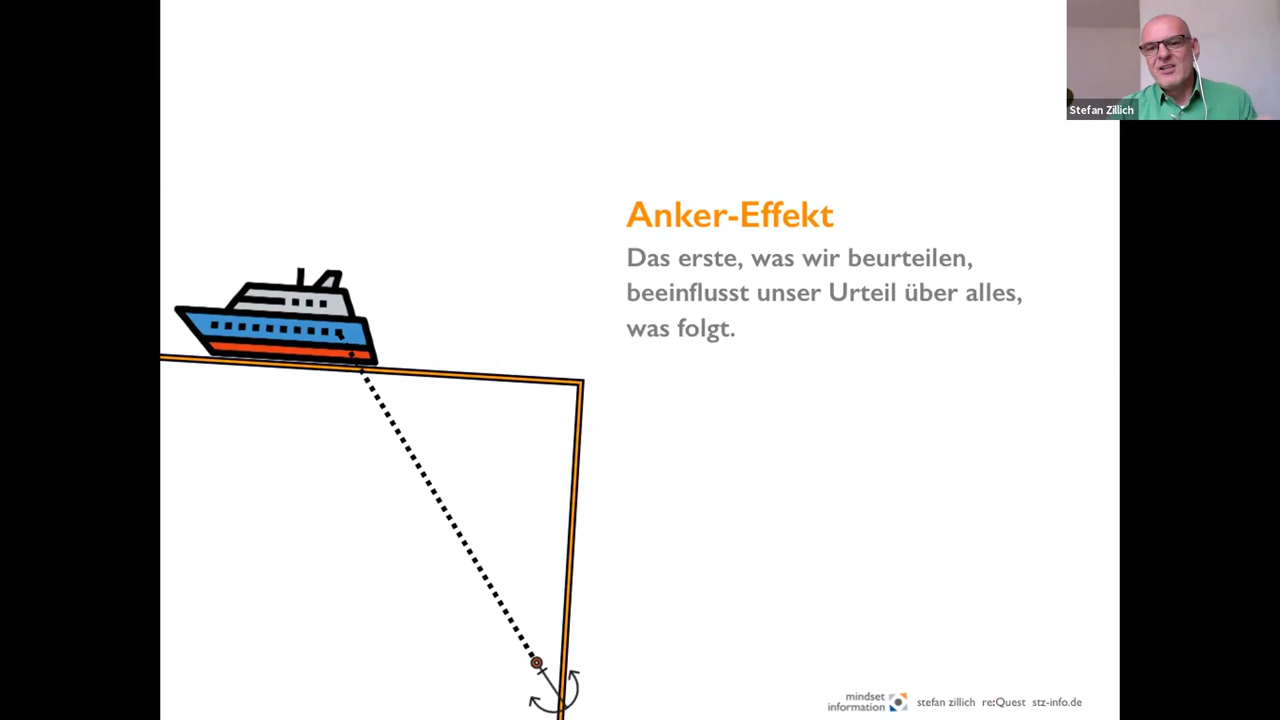 Stefan Zillich
Anker-Effekt
Das erste, was wir beurteilen,
beeinflusst unser Urteil über alles,
was folgt.
mindset
information
stefan zillich re:Quest stz-info.de